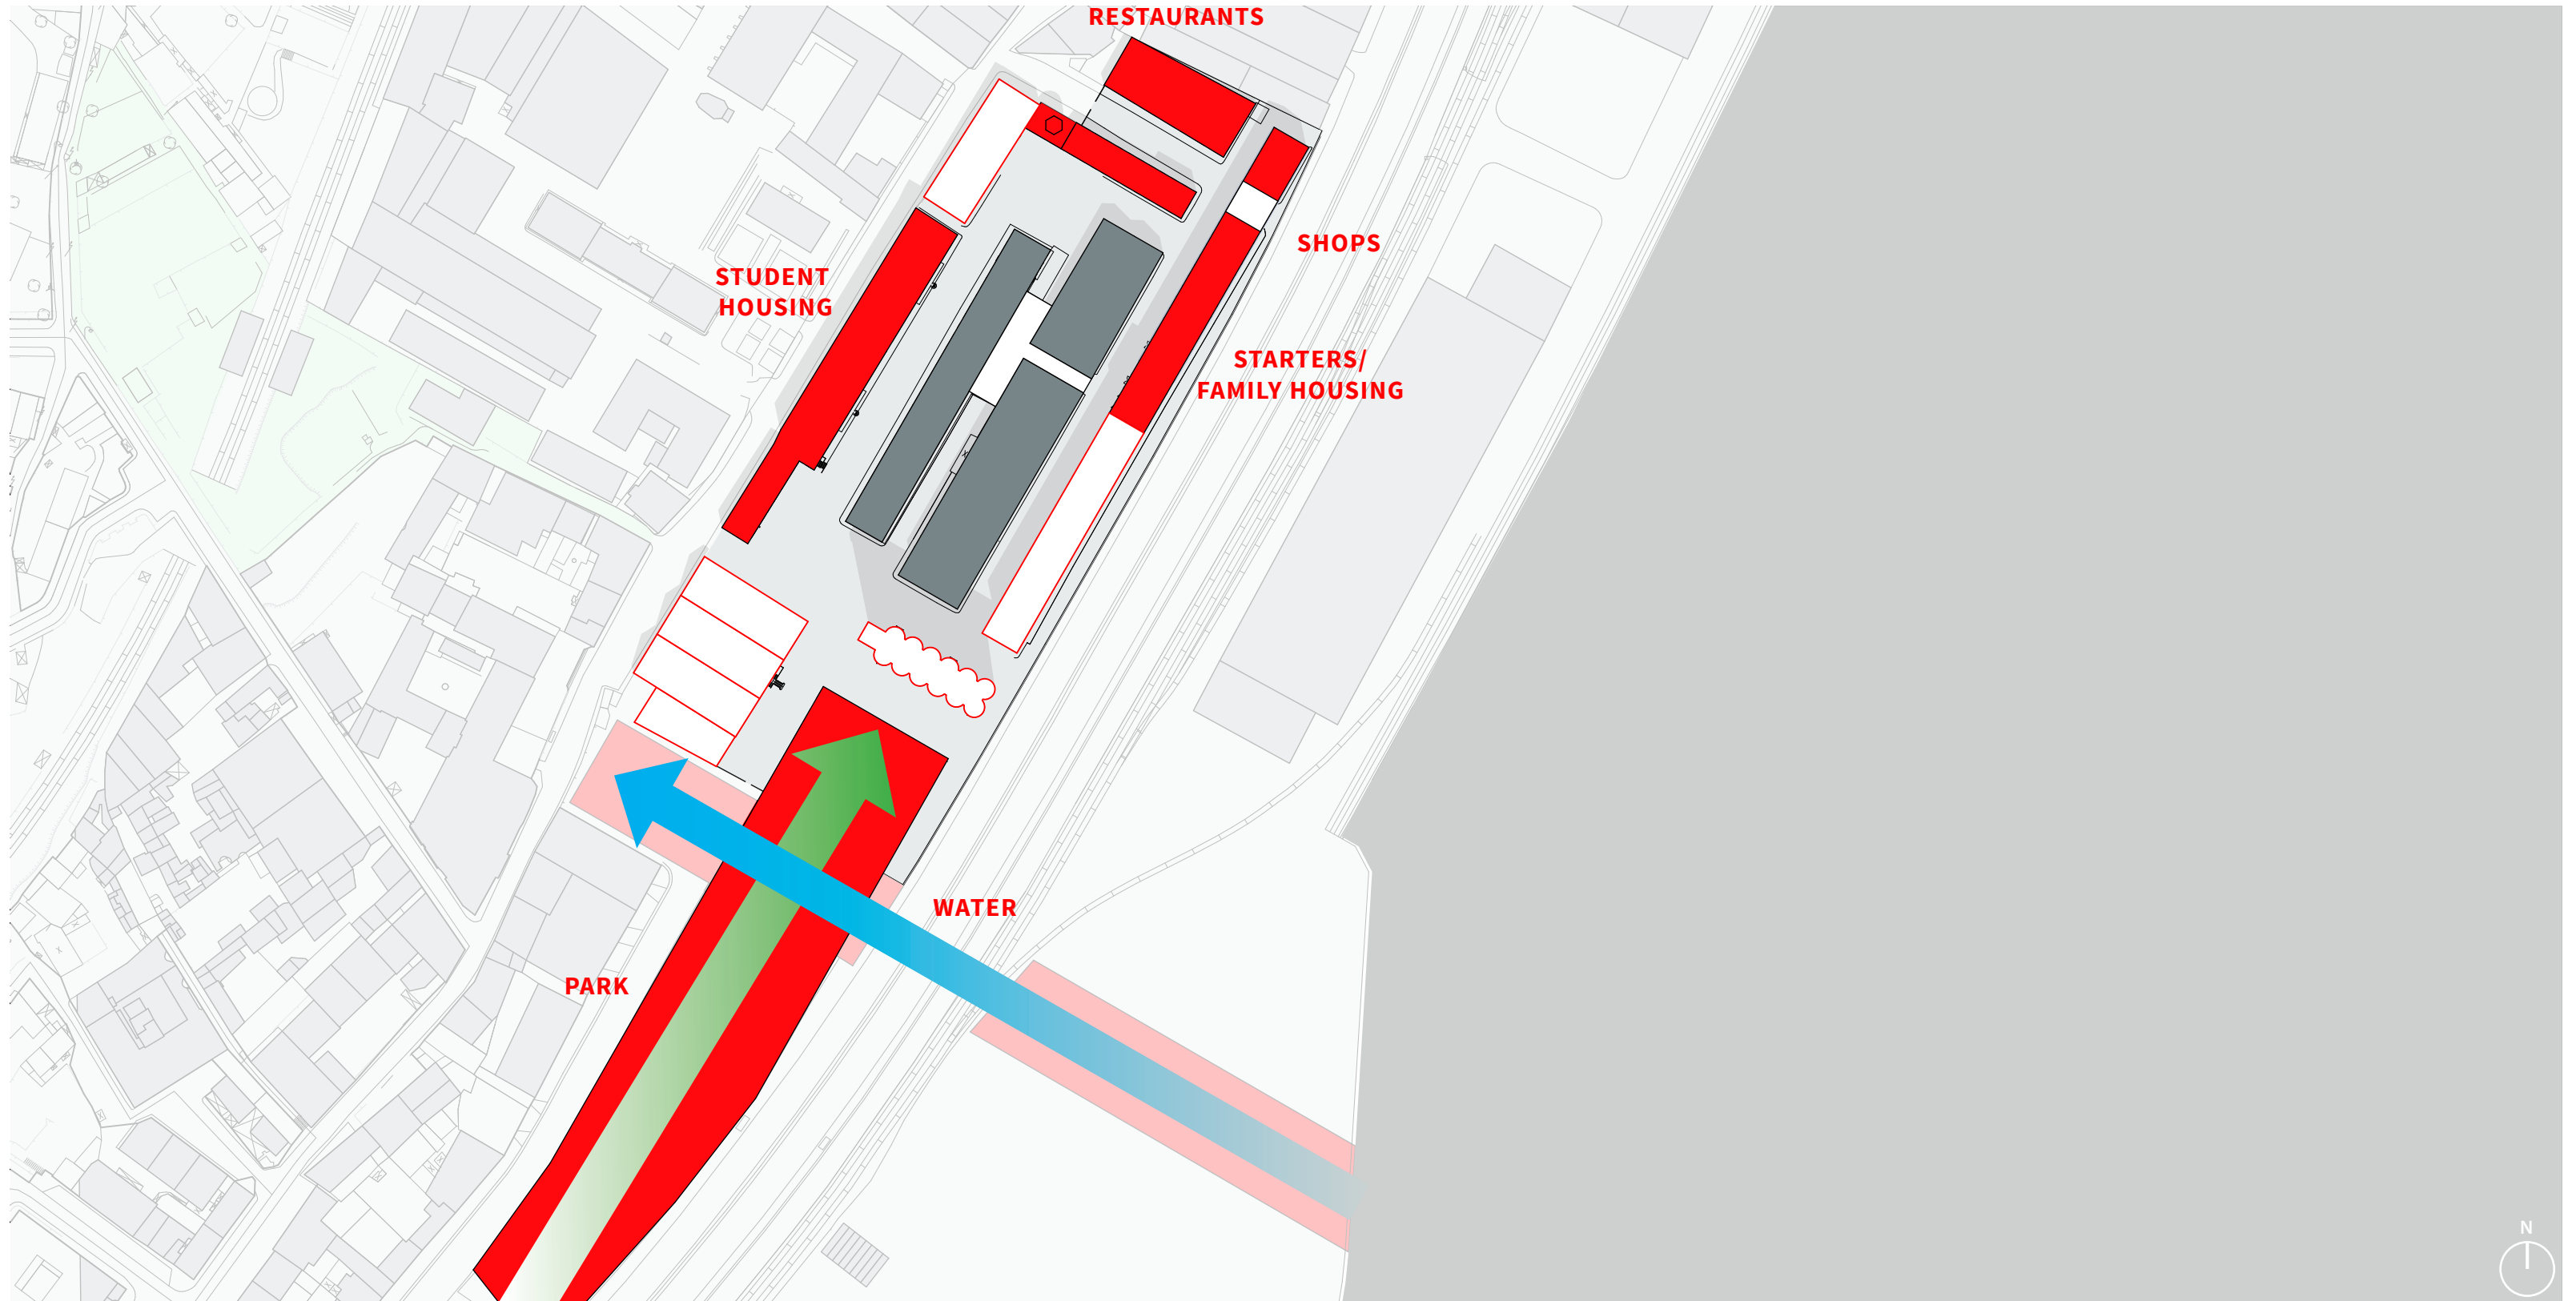 RESTAURANTS
SHOPS
STUDENT
HOUSING
STARTERS/
FAMILY HOUSING
WATER
PARK
N